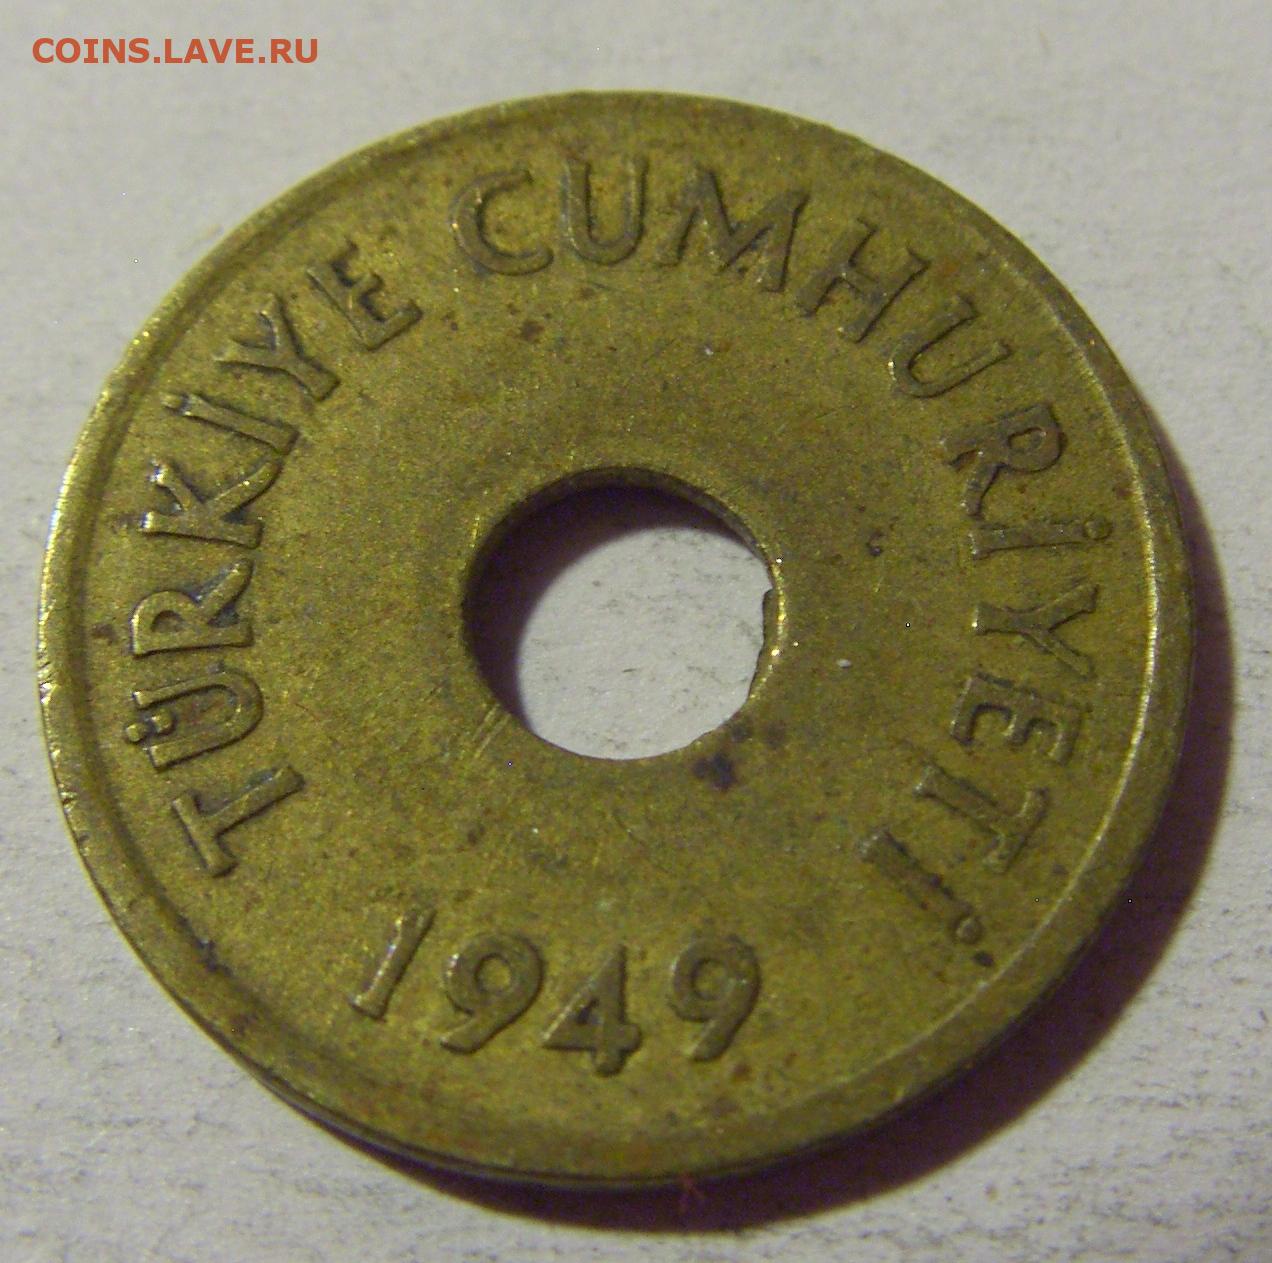 COINS.LAVE.RU
TÜRKİYE CUMHURİYETİ
1949